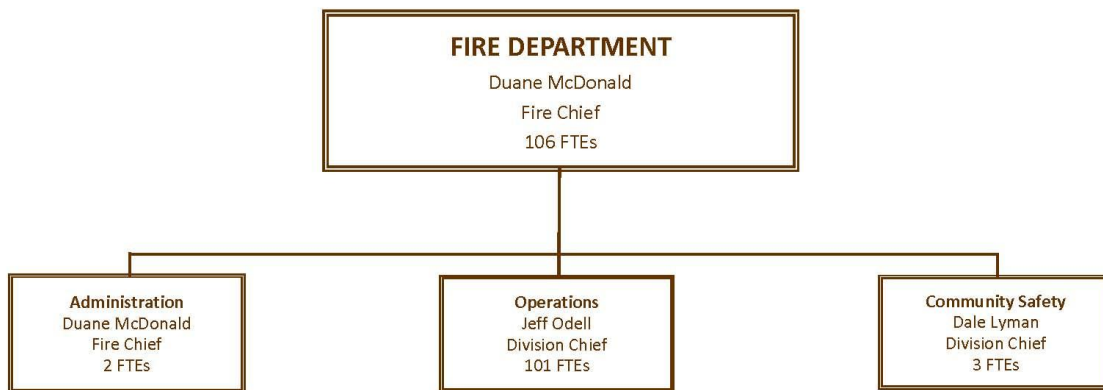 FIRE DEPARTMENT
Duane McDonald
Fire Chief
106 FTEs
Administration
Duane McDonald
Fire Chief
2 FTEs
Operations
Jeff Odell
Division Chief
101 FTEs
Community Safety
Dale Lyman
Division Chief
3 FTEs